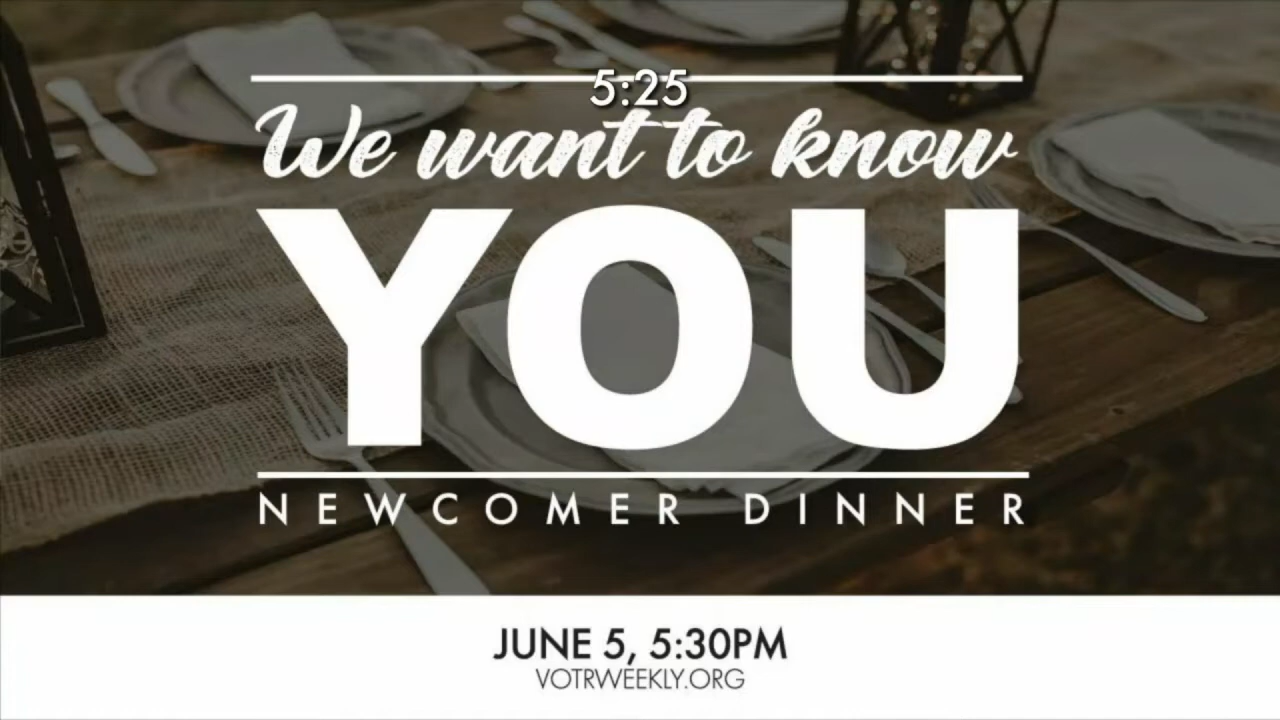 5:25
We want to know
YOU
NEWCOMER DINNER
JUNE 5, 5:30PM
VOTRWEEKLY.ORG